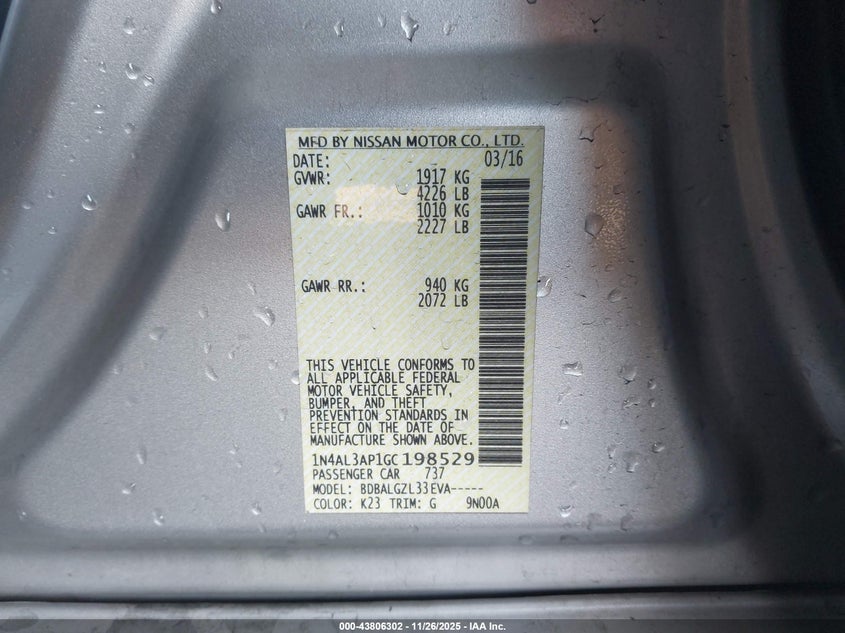 MFD BY NISSAN MOTOR CO., LTD.
DATE: 03/16
GVWR: 1917 KG
4226 LB
GAWR FR.: 1010 KG
2227 LB
GAWR RR.: 940 KG
2072 LB
THIS VEHICLE CONFORMS TO
ALL APPLICABLE FEDERAL
MOTOR VEHICLE SAFETY,
BUMPER, AND THEFT
PREVENTION STANDARDS IN
EFFECT ON THE DATE OF
MANUFACTURE SHOWN ABOVE.
1N4AL3AP1GC198529
PASSENGER CAR 737
MODEL: BDBALGZL33EVA-----
COLOR: K23 TRIM: G 9N00A
000-43806302 - 11/26/2025 - IAA Inc.